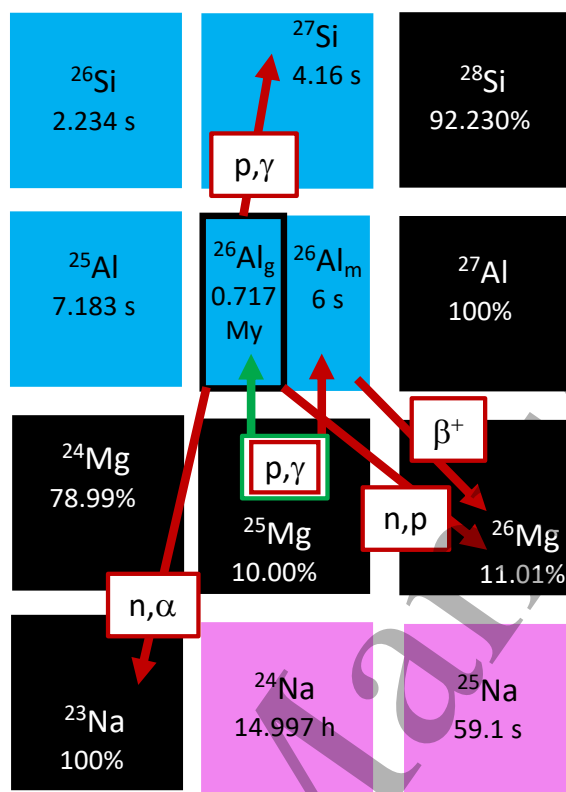 ²⁶Si
2.234 s
²⁷Si
4.16 s
²⁸Si
92.230%
p,γ
²⁵Al
7.183 s
²⁶Al_g
0.717
My
²⁶Al_m
6 s
²⁷Al
100%
²⁴Mg
78.99%
p,γ
²⁵Mg
10.00%
β⁺
n,p
²⁶Mg
11.01%
n,α
²³Na
100%
²⁴Na
14.997 h
²⁵Na
59.1 s